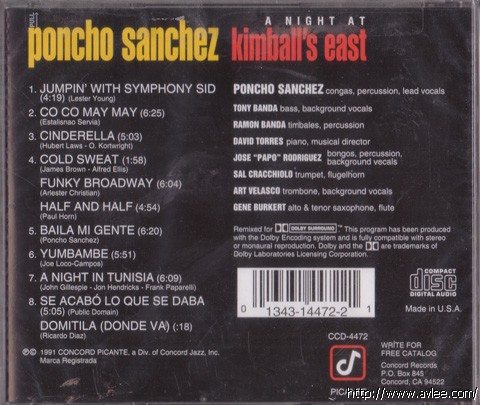 PULL
poncho sanchez
A NIGHT AT
kimball's east
1. JUMPIN' WITH SYMPHONY SID
(4:19) (Lester Young)
2. CO CO MAY MAY (6:25)
(Estalisnao Servia)
3. CINDERELLA (5:03)
(Hubert Laws - O. Kortwright)
4. COLD SWEAT (1:58)
(James Brown - Alfred Ellis)
FUNKY BROADWAY (6:04)
(Arlester Christian)
HALF AND HALF (4:54)
(Paul Horn)
5. BAILA MI GENTE (6:20)
(Poncho Sanchez)
6. YUMBAMBE (5:51)
(Joe Loco-Campos)
7. A NIGHT IN TUNISIA (6:09)
(John Gillespie - Jon Hendricks - Frank Paparelli)
8. SE ACABÓ LO QUE SE DABA
(5:05) (Public Domain)
DOMITILA (DONDE VA) (:18)
(Ricardo Diaz)
℗© 1991 CONCORD PICANTE, a Div. of Concord Jazz, Inc.
Marca Registrada
PONCHO SANCHEZ congas, percussion, lead vocals
TONY BANDA bass, background vocals
RAMON BANDA timbales, percussion
DAVID TORRES piano, musical director
JOSE "PAPO" RODRIGUEZ bongos, percussion,
background vocals
SAL CRACCHIOLO trumpet, flugelhorn
ART VELASCO trombone, background vocals
GENE BURKERT alto & tenor saxophone, flute
Remixed for DOLBY SURROUND™ This program has been produced
with the Dolby Encoding system and is fully compatible with stereo
or monaural reproduction. Dolby and the are trademarks of
Dolby Laboratories Licensing Corporation.
0 13431-4472-2 1
COMPACT
disc
DIGITAL AUDIO
Made in U.S.A.
CCD-4472
WRITE FOR
FREE CATALOG
Concord Records
P.O. Box 845
Concord, CA 94522
http://www.avlee.com/